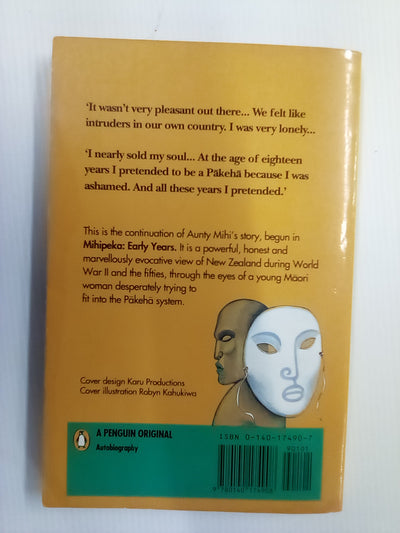 ‘It wasn't very pleasant out there... We felt like
intruders in our own country. I was very lonely...
‘I nearly sold my soul... At the age of eighteen
years I pretended to be a Pākehā because I was
ashamed. And all these years I pretended.’
This is the continuation of Aunty Mihi's story, begun in
Mihipeka: Early Years. It is a powerful, honest and
marvellously evocative view of New Zealand during World
War II and the fifties, through the eyes of a young Māori
woman desperately trying to
fit into the Pākehā system.
Cover design Karu Productions
Cover illustration Robyn Kahukiwa
A PENGUIN ORIGINAL
Autobiography
ISBN 0-140-17490-7
90101
9 780140 174908